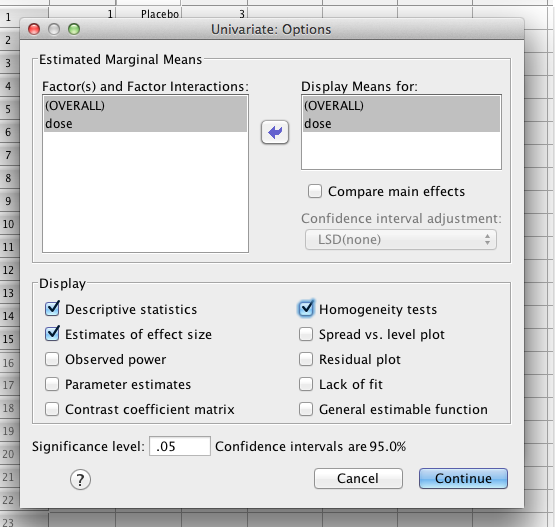 1 1 Placebo 3
Univariate: Options
2
3
Estimated Marginal Means
4
Factor(s) and Factor Interactions: Display Means for:
5
(OVERALL) (OVERALL)
6
dose dose
7
8
Compare main effects
9
10
Confidence interval adjustment:
11
LSD(none)
12
13
Display
14
Descriptive statistics Homogeneity tests
15
Estimates of effect size Spread vs. level plot
16
Observed power Residual plot
17
Parameter estimates Lack of fit
18
Contrast coefficient matrix General estimable function
19
20
Significance level: .05 Confidence intervals are 95.0%
21
? Cancel Continue
22
23